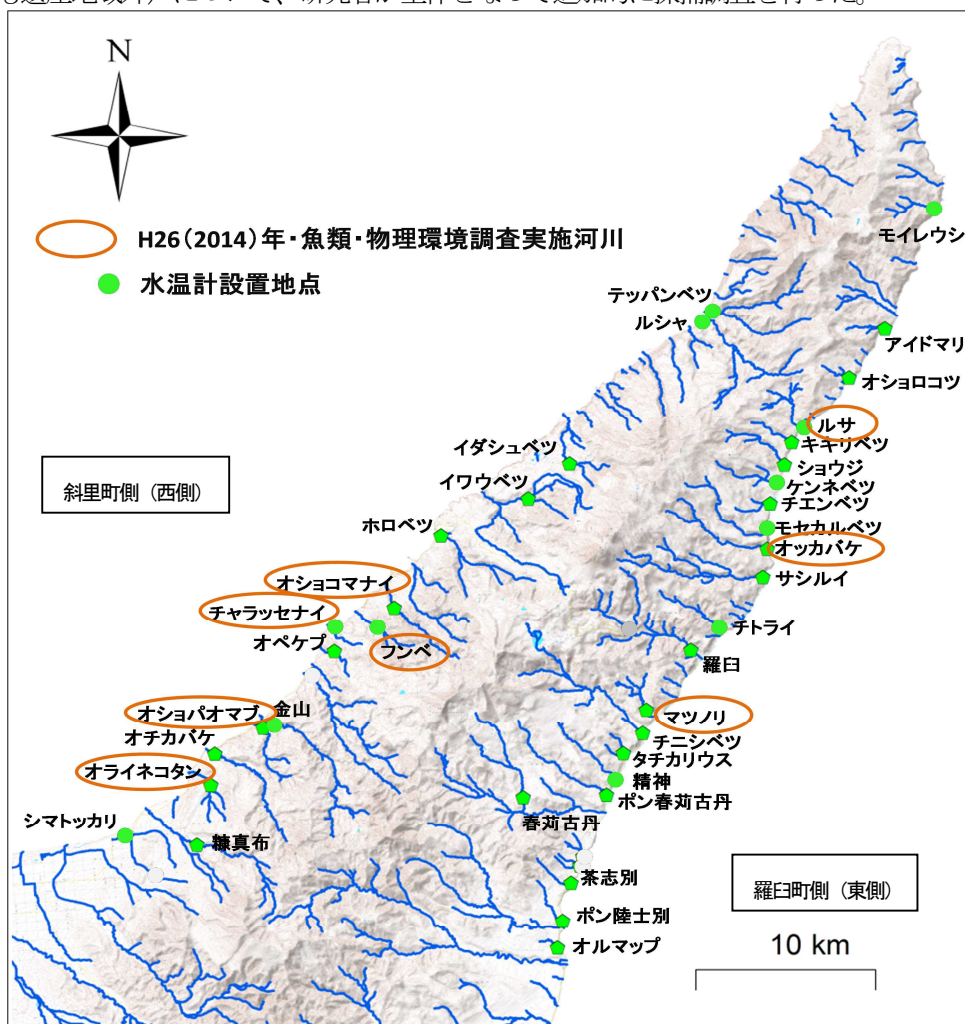 N
H26(2014)年・魚類・物理環境調査実施河川
水温計設置地点
モイレウシ
テッパンベツ
ルシャ
アイドマリ
オショロコツ
ルサ
キキリベツ
イダシュベツ
ショウジ
斜里町側（西側）
イワウベツ
ケンネベツ
チエンベツ
ホロベツ
モセカルベツ
オッカバケ
オショコマナイ
サシルイ
チャラッセナイ
チトライ
オペケプ
フンベ
羅臼
オショパオマブ
金山
マツノリ
オチカバケ
チニシベツ
タチカリウス
オライネコタン
精神
ポン春苅古丹
シマトッカリ
春苅古丹
糠真布
茶志別
羅臼町側（東側）
ポン陸士別
オルマップ
10 km